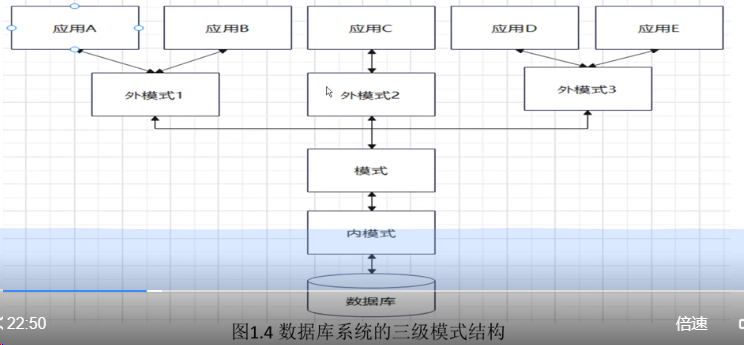 应用A 应用B 应用C 应用D 应用E
外模式1 外模式2 外模式3
模式
内模式
数据库
22:50 图1.4 数据库系统的三级模式结构 倍速